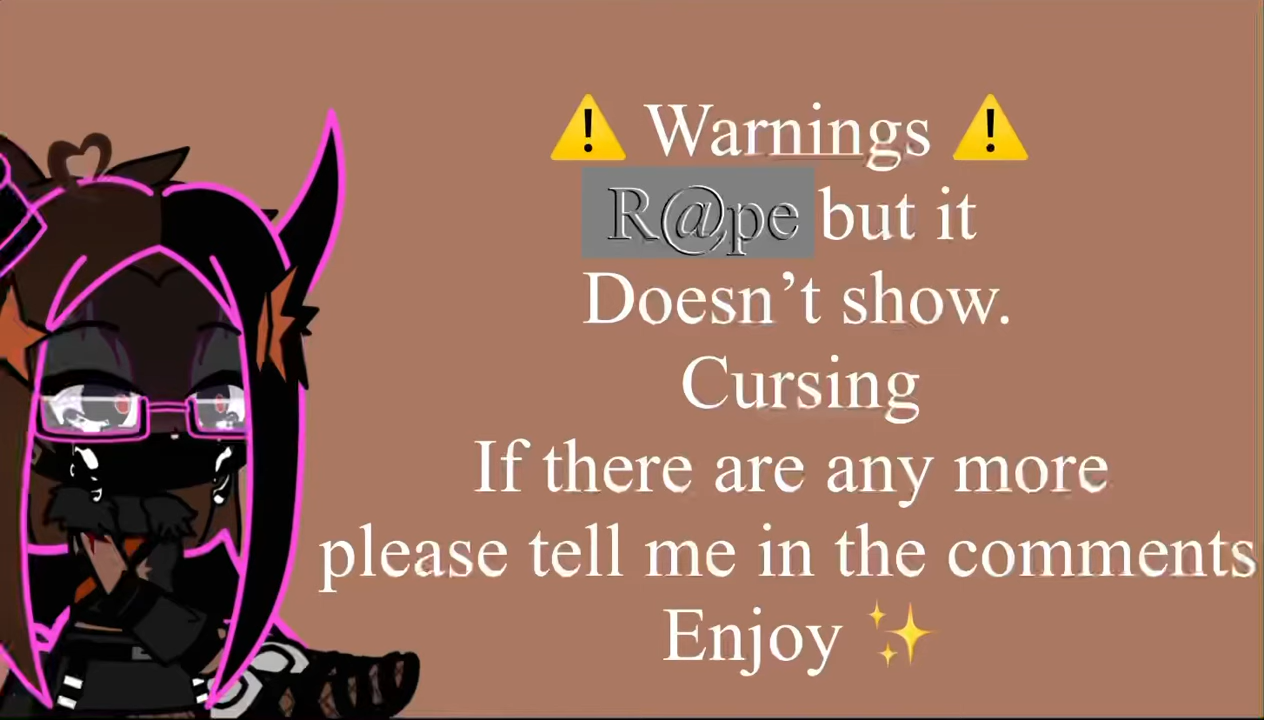 ⚠️ Warnings ⚠️
R@pe but it
Doesn’t show.
Cursing
If there are any more
please tell me in the comments
Enjoy ✨